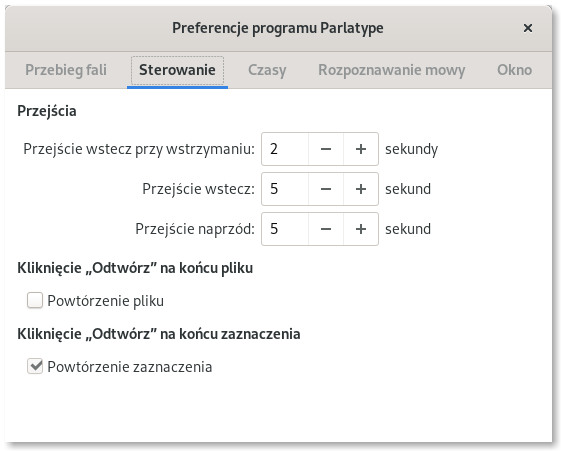 Preferencje programu Parlatype
Przebieg fali Sterowanie Czasy Rozpoznawanie mowy Okno
Przejścia
Przejście wstecz przy wstrzymaniu: 2 − + sekundy
Przejście wstecz: 5 − + sekund
Przejście naprzód: 5 − + sekund
Kliknięcie „Odtwórz” na końcu pliku
Powtórzenie pliku
Kliknięcie „Odtwórz” na końcu zaznaczenia
Powtórzenie zaznaczenia